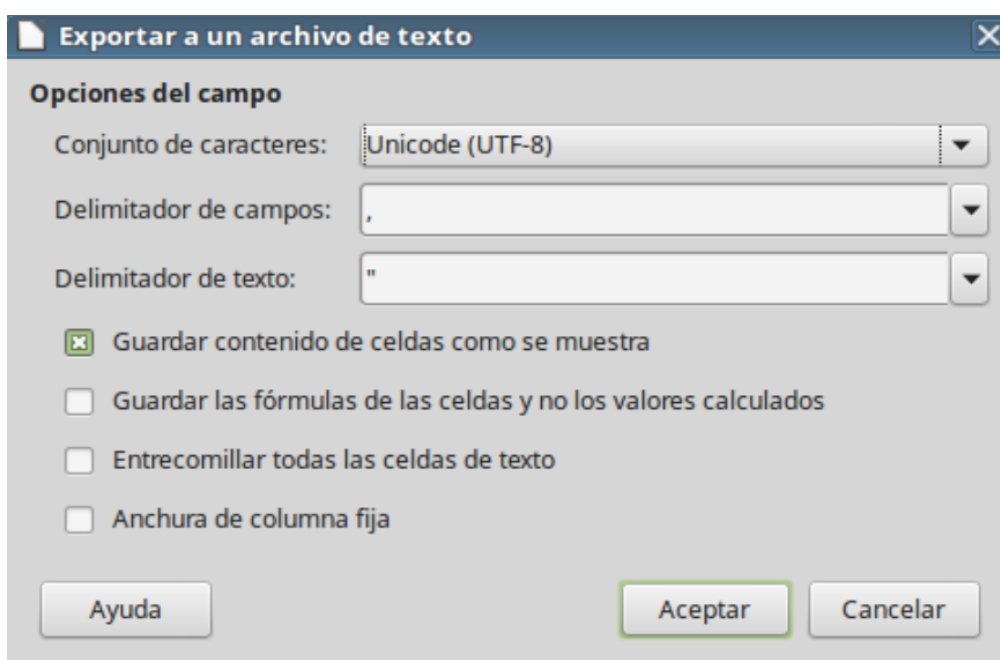 Exportar a un archivo de texto
Opciones del campo
Conjunto de caracteres: Unicode (UTF-8)
Delimitador de campos: ,
Delimitador de texto: "
Guardar contenido de celdas como se muestra
Guardar las fórmulas de las celdas y no los valores calculados
Entrecomillar todas las celdas de texto
Anchura de columna fija
Ayuda Aceptar Cancelar